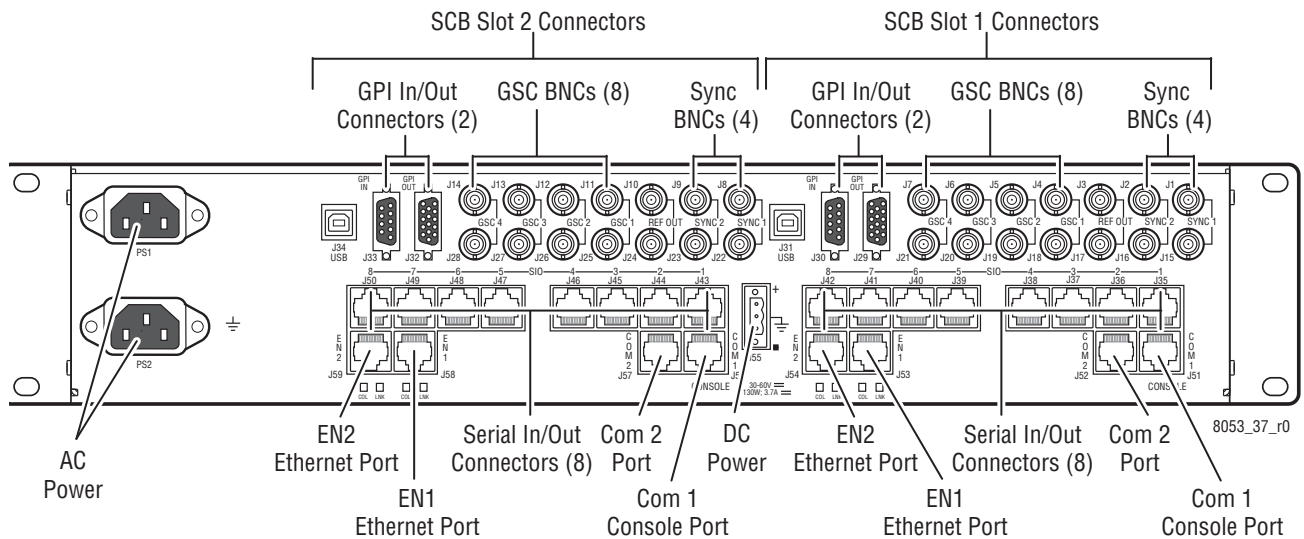 SCB Slot 2 Connectors
SCB Slot 1 Connectors
GPI In/Out
Connectors (2)
GSC BNCs (8)
Sync
BNCs (4)
GPI In/Out
Connectors (2)
GSC BNCs (8)
Sync
BNCs (4)
GPI
IN
GPI
OUT
J14 J13 J12 J11 J10 J9 J8
GPI
IN
GPI
OUT
J7 J6 J5 J4 J3 J2 J1
GSC 4 GSC 3 GSC 2 GSC 1 REF OUT SYNC 2 SYNC 1
GSC 4 GSC 3 GSC 2 GSC 1 REF OUT SYNC 2 SYNC 1
PS1
J34
USB
J33 J32 J28 J27 J26 J25 J24 J23 J22
J31
USB
J30 J29 J21 J20 J19 J18 J17 J16 J15
8 7 6 5 SIO 4 3 2 1
J50 J49 J48 J47 J46 J45 J44 J43
8 7 6 5 SIO 4 3 2 1
J42 J41 J40 J39 J38 J37 J36 J35
PS2
EN2
EN1
COM2
COM1
+
EN2
EN1
COM2
COM1
J59 J58 J57
J54 J53 J52 J51
CONSOLE
30-60V
130W; 3.7A
CONSOLE
COL LNK COL LNK
COL LNK COL LNK
8053_37_r0
AC
Power
EN2
Ethernet Port
EN1
Ethernet Port
Serial In/Out
Connectors (8)
Com 2
Port
Com 1
Console Port
DC
Power
EN2
Ethernet Port
EN1
Ethernet Port
Serial In/Out
Connectors (8)
Com 2
Port
Com 1
Console Port